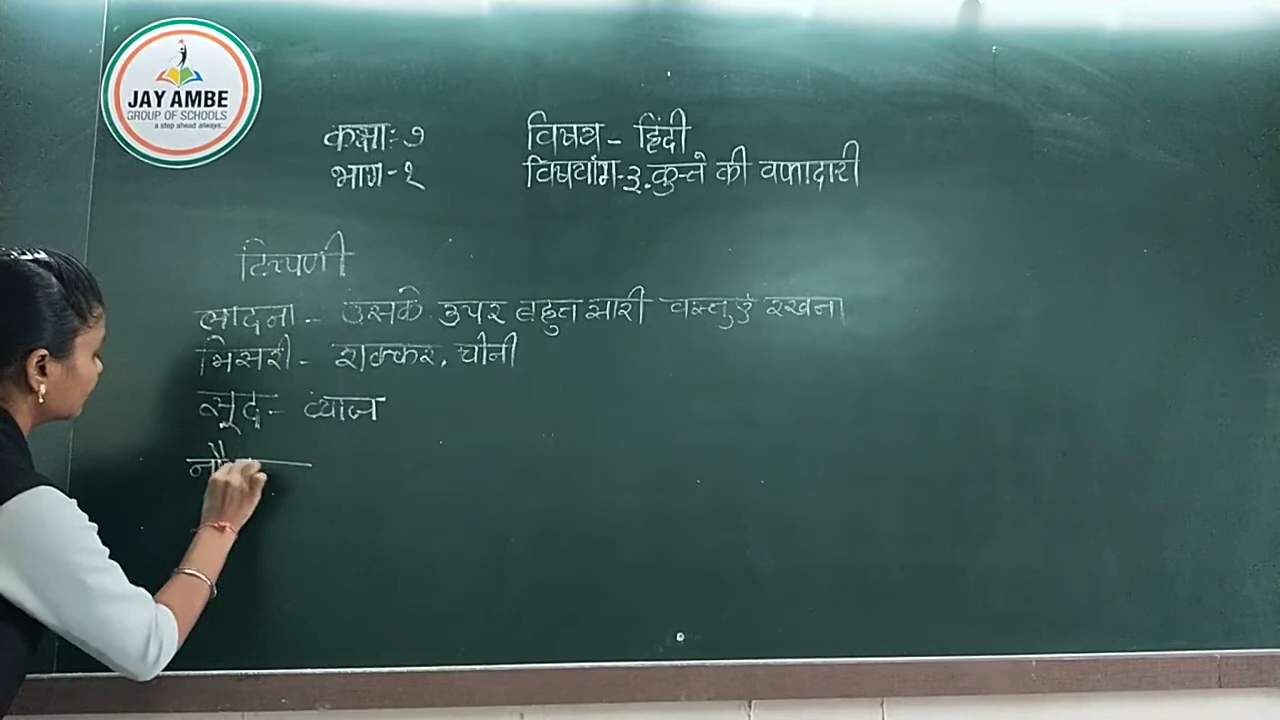 JAY AMBE
GROUP OF SCHOOLS
a step ahead always...
कक्षा:-७ विषय - हिंदी
भाग - १ विषयांग-३. कुत्ते की वफादारी
टिप्पणी
लादना - उसके उपर बहुत सारी वस्तुएं रखना
मिसरी - शक्कर, चीनी
सूद - ब्याज